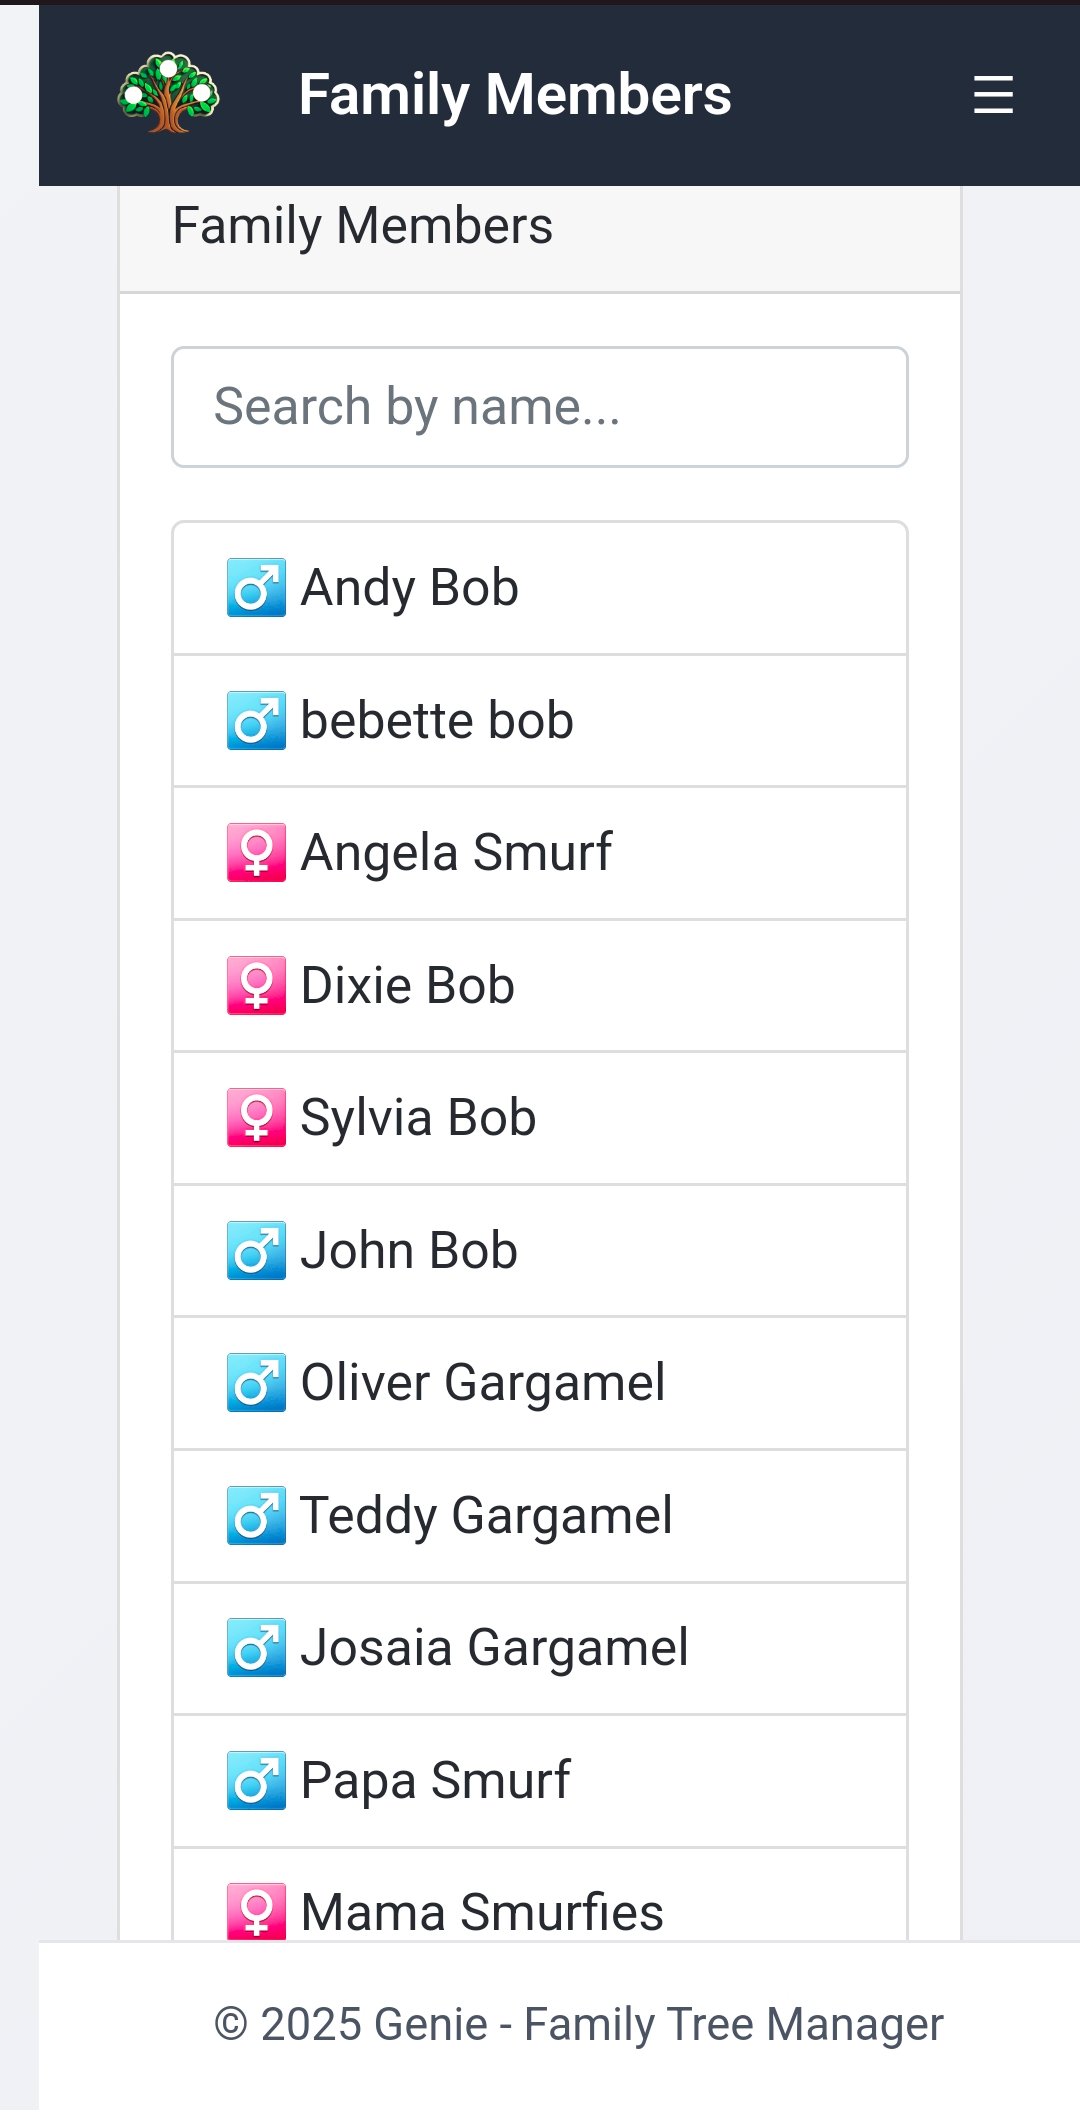 Family Members
Family Members
Search by name...
Andy Bob
bebette bob
Angela Smurf
Dixie Bob
Sylvia Bob
John Bob
Oliver Gargamel
Teddy Gargamel
Josaia Gargamel
Papa Smurf
Mama Smurfies
© 2025 Genie - Family Tree Manager